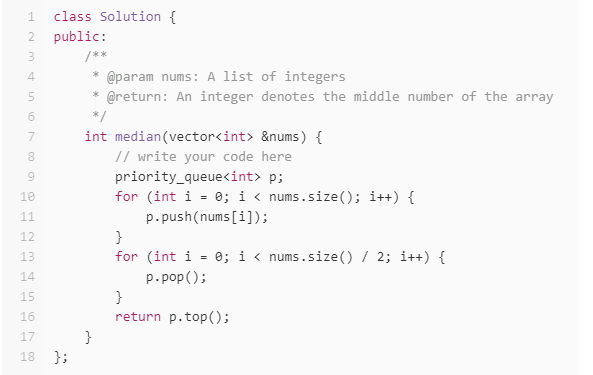 1 class Solution {
2 public:
3     /**
4      * @param nums: A list of integers
5      * @return: An integer denotes the middle number of the array
6      */
7     int median(vector<int> &nums) {
8         // write your code here
9         priority_queue<int> p;
10         for (int i = 0; i < nums.size(); i++) {
11             p.push(nums[i]);
12         }
13         for (int i = 0; i < nums.size() / 2; i++) {
14             p.pop();
15         }
16         return p.top();
17     }
18 };